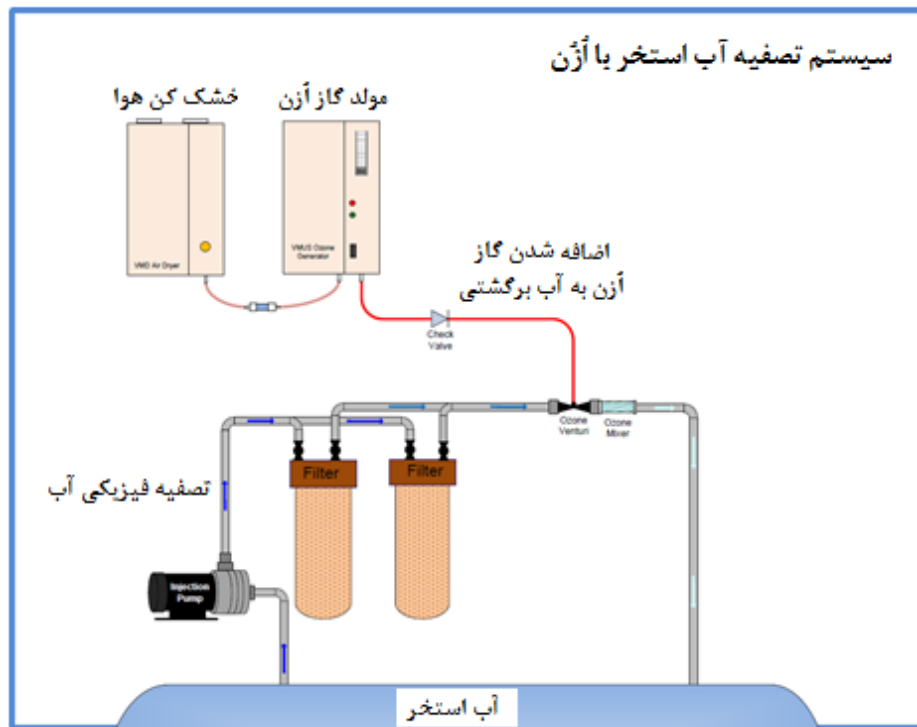 سیستم تصفیه آب استخر با اُزُن
خشک کن هوا
مولد گاز اُزن
VMD Air Dryer
VMUS Ozone
Generator
اضافه شدن گاز
اُزن به آب برگشتی
Check
Valve
Ozone
Venturi
Ozone
Mixer
Filter
Filter
تصفیه فیزیکی آب
Injection
Pump
آب استخر